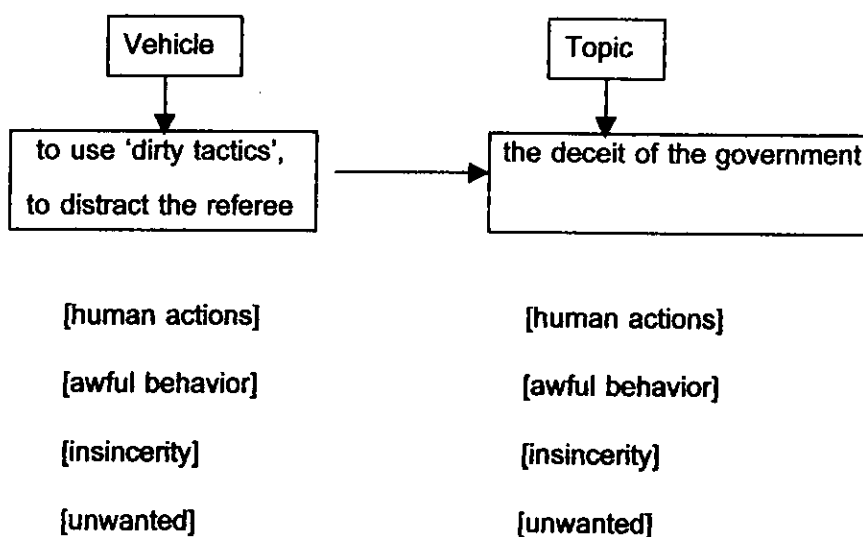 Vehicle Topic
to use 'dirty tactics', the deceit of the government
to distract the referee
[human actions] [human actions]
[awful behavior] [awful behavior]
[insincerity] [insincerity]
[unwanted] [unwanted]